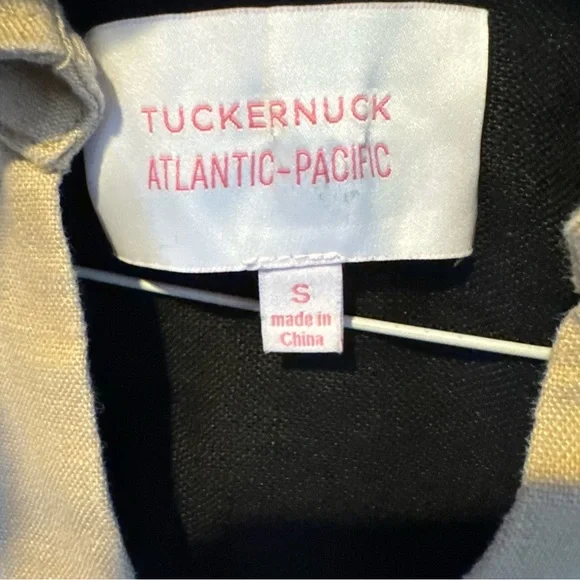 TUCKERNUCK
ATLANTIC-PACIFIC
S
made in
China